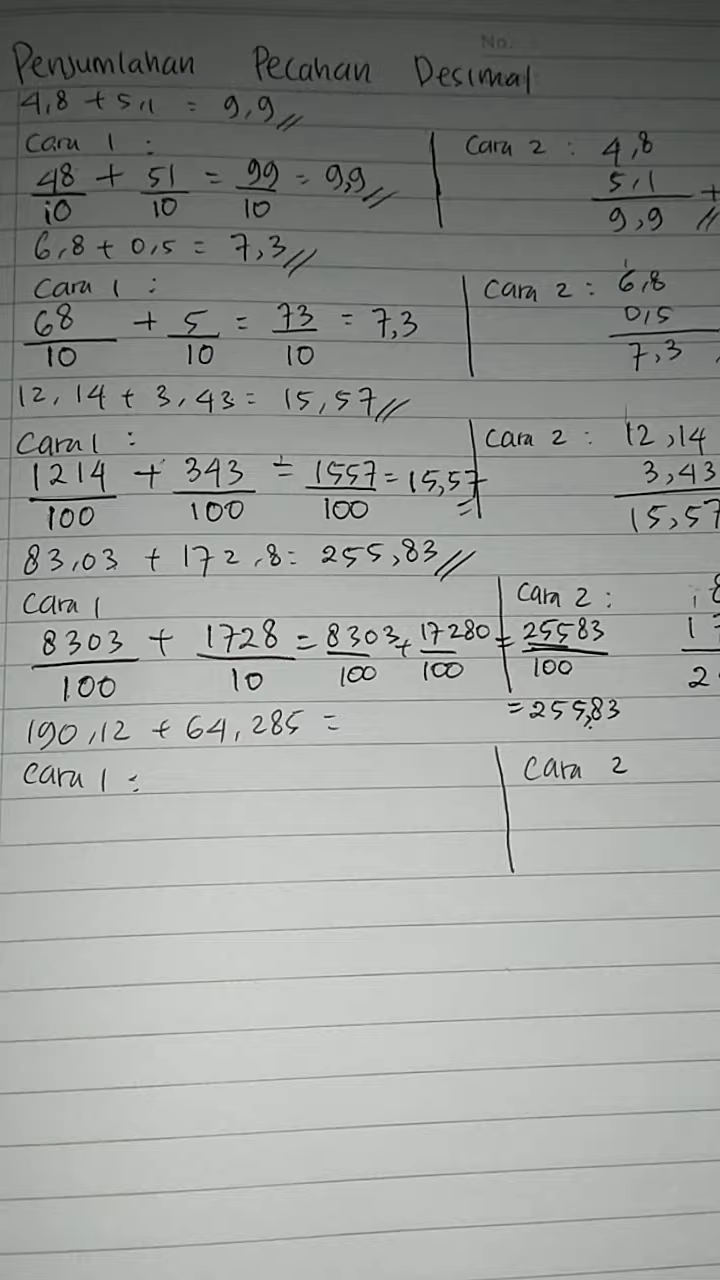 No.
Penjumlahan Pecahan Desimal
4,8 + 5,1 = 9,9 //
Cara 1 :
48/10 + 51/10 = 99/10 = 9,9 //
Cara 2 : 4,8
5,1 +
9,9 //
6,8 + 0,5 = 7,3 //
Cara 1 :
68/10 + 5/10 = 73/10 = 7,3
Cara 2 : 6,8
0,5
7,3
12,14 + 3,43 = 15,57 //
Cara 1 :
1214/100 + 343/100 = 1557/100 = 15,57
Cara 2 : 12,14
3,43
15,57
83,03 + 172,8 = 255,83 //
Cara 1
8303/100 + 1728/10 = 8303/100 + 17280/100 = 25583/100
= 255,83
Cara 2 :
190,12 + 64,285 =
Cara 1 :
Cara 2